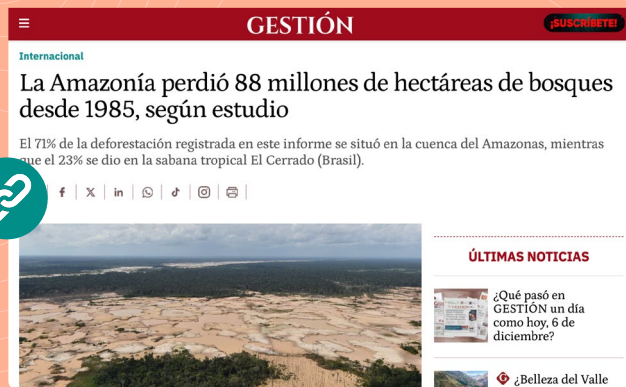 GESTIÓN
¡SUSCRÍBETE!
Internacional
La Amazonía perdió 88 millones de hectáreas de bosques
desde 1985, según estudio
El 71% de la deforestación registrada en este informe se situó en la cuenca del Amazonas, mientras
que el 23% se dio en la sabana tropical El Cerrado (Brasil).
ÚLTIMAS NOTICIAS
¿Qué pasó en
GESTIÓN un día
como hoy, 6 de
diciembre?
¿Belleza del Valle